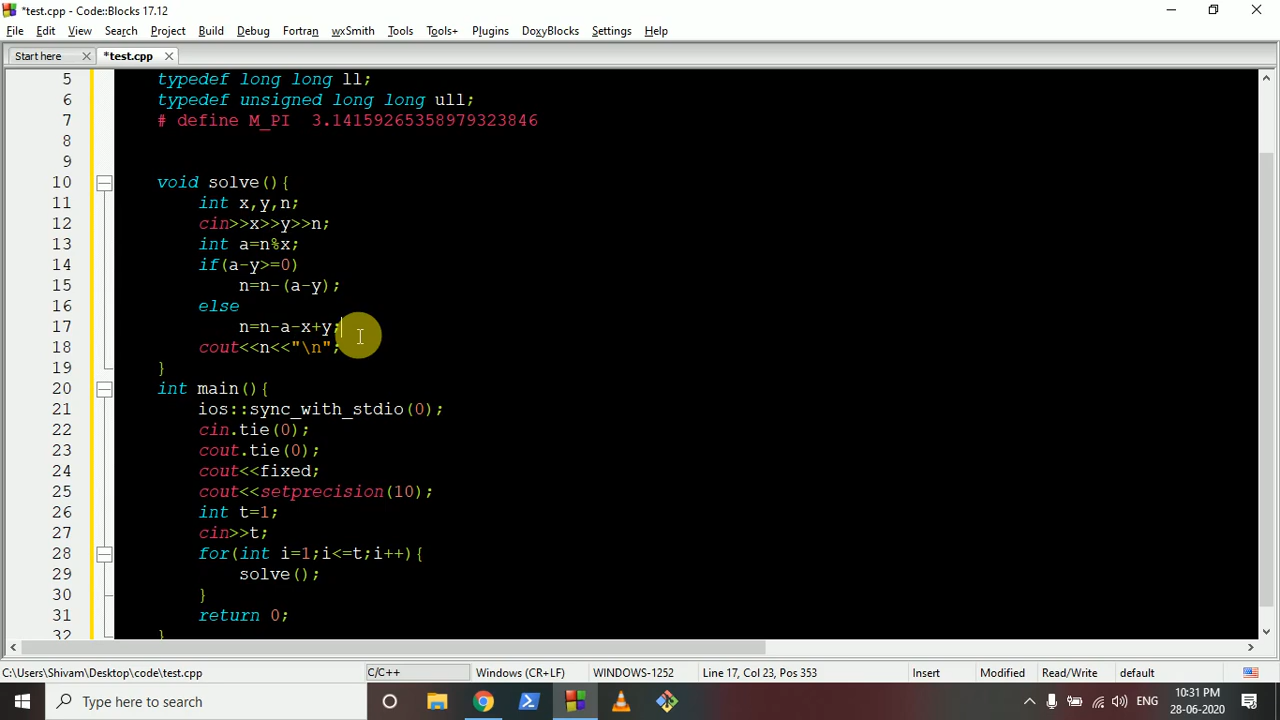 *test.cpp - Code::Blocks 17.12
File Edit View Search Project Build Debug Fortran wxSmith Tools Tools+ Plugins DoxyBlocks Settings Help
Start here *test.cpp
5 typedef long long ll;
6 typedef unsigned long long ull;
7 # define M_PI  3.14159265358979323846
8
9
10 void solve(){
11 int x,y,n;
12 cin>>x>>y>>n;
13 int a=n%x;
14 if(a-y>=0)
15 n=n-(a-y);
16 else
17 n=n-a-x+y;
18 cout<<n<<"\n";
19 }
20 int main(){
21 ios::sync_with_stdio(0);
22 cin.tie(0);
23 cout.tie(0);
24 cout<<fixed;
25 cout<<setprecision(10);
26 int t=1;
27 cin>>t;
28 for(int i=1;i<=t;i++){
29 solve();
30 }
31 return 0;
32 }
C:\Users\Shivam\Desktop\code\test.cpp C/C++ Windows (CR+LF) WINDOWS-1252 Line 17, Col 23, Pos 353 Insert Modified Read/Write default
Type here to search ENG 10:31 PM
28-06-2020